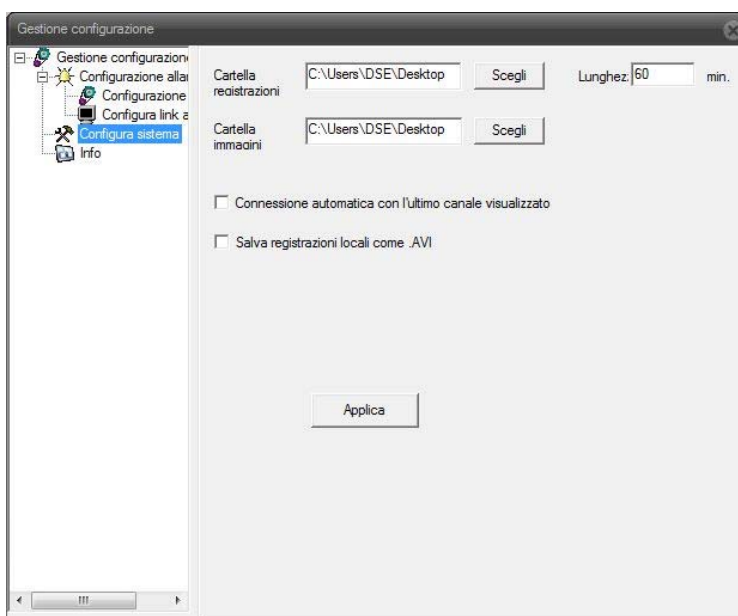 Gestione configurazione
Gestione configurazion
Configurazione allar
Configurazione
Configura link a
Configura sistema
Info
Cartella registrazioni
C:\Users\DSE\Desktop
Scegli
Lunghez. 60 min.
Cartella immagini
C:\Users\DSE\Desktop
Scegli
Connessione automatica con l'ultimo canale visualizzato
Salva registrazioni locali come .AVI
Applica